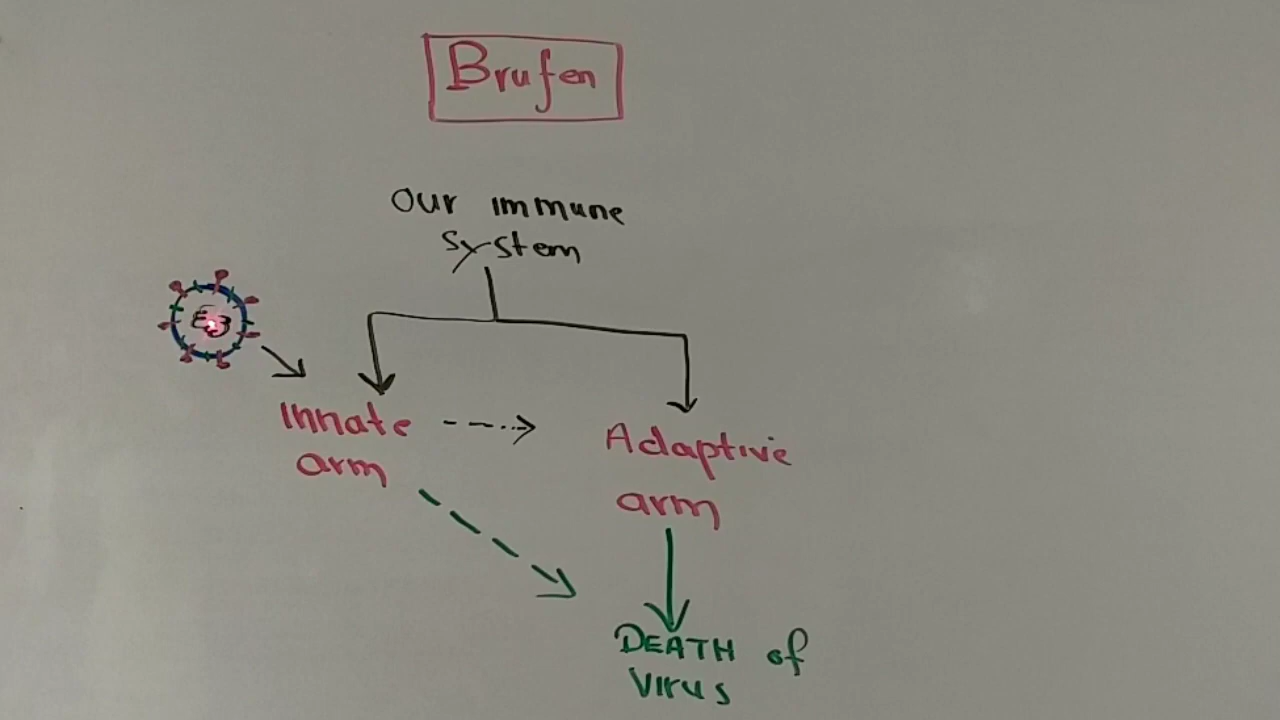 Brufen
Our Immune
System
Innate
arm
Adaptive
arm
DEATH of
Virus